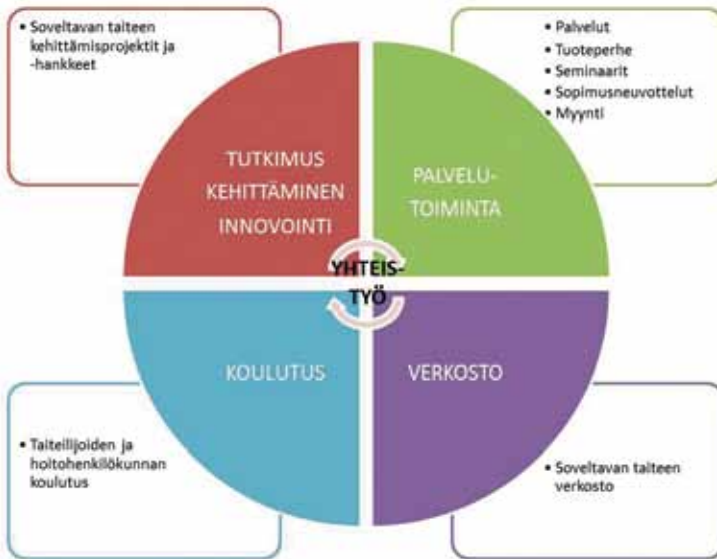 • Soveltavan taiteen
kehittämisprojektit ja
-hankkeet
• Palvelut
• Tuoteperhe
• Seminaarit
• Sopimusneuvottelut
• Myynti
TUTKIMUS
KEHITTÄMINEN
INNOVOINTI
PALVELU-
TOIMINTA
YHTEIS-
TYÖ
KOULUTUS
VERKOSTO
• Taiteilijoiden ja
hoitohenkilökunnan
koulutus
• Soveltavan taiteen
verkosto